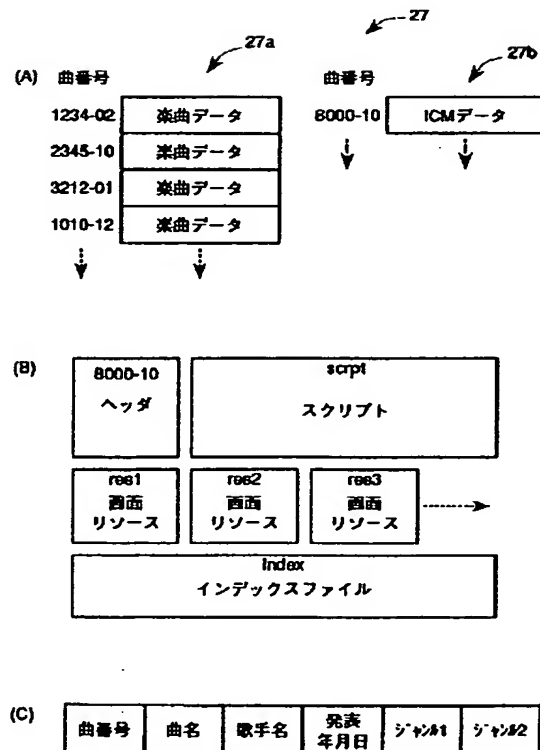 27
27a
27b
(A) 曲番号
曲番号
1234-02 楽曲データ
8000-10 ICMデータ
2345-10 楽曲データ
3212-01 楽曲データ
1010-12 楽曲データ
(B)
8000-10
ヘッダ
scrpt
スクリプト
res1
画面
リソース
res2
画面
リソース
res3
画面
リソース
Index
インデックスファイル
(C)
曲番号 曲名 歌手名 発表
年月日 ジャンル1 ジャンル2